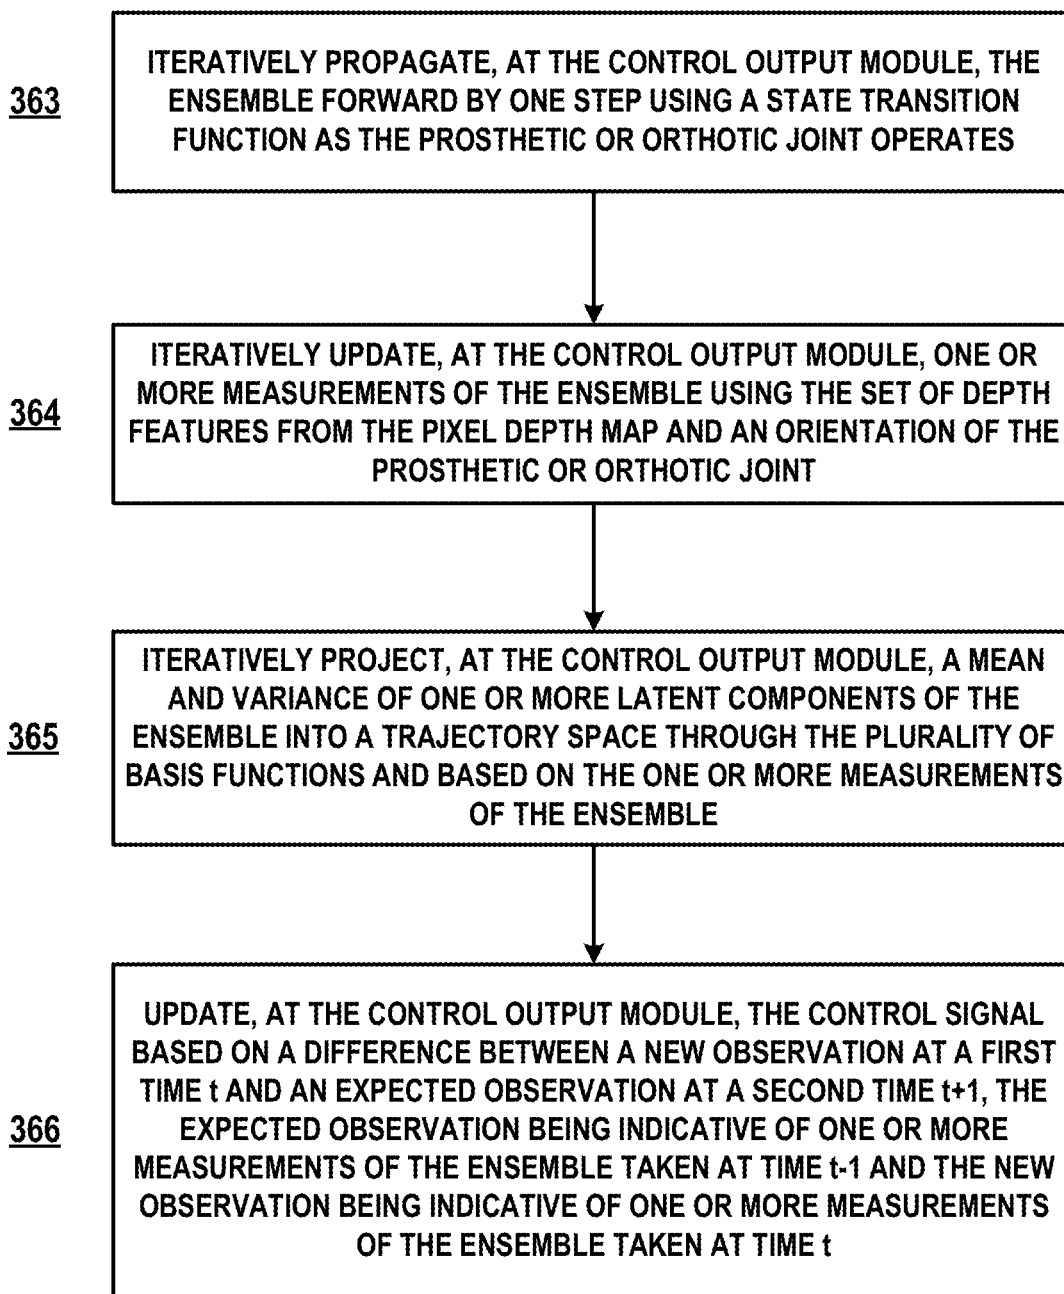 363
ITERATIVELY PROPAGATE, AT THE CONTROL OUTPUT MODULE, THE
ENSEMBLE FORWARD BY ONE STEP USING A STATE TRANSITION
FUNCTION AS THE PROSTHETIC OR ORTHOTIC JOINT OPERATES
364
ITERATIVELY UPDATE, AT THE CONTROL OUTPUT MODULE, ONE OR
MORE MEASUREMENTS OF THE ENSEMBLE USING THE SET OF DEPTH
FEATURES FROM THE PIXEL DEPTH MAP AND AN ORIENTATION OF THE
PROSTHETIC OR ORTHOTIC JOINT
365
ITERATIVELY PROJECT, AT THE CONTROL OUTPUT MODULE, A MEAN
AND VARIANCE OF ONE OR MORE LATENT COMPONENTS OF THE
ENSEMBLE INTO A TRAJECTORY SPACE THROUGH THE PLURALITY OF
BASIS FUNCTIONS AND BASED ON THE ONE OR MORE MEASUREMENTS
OF THE ENSEMBLE
366
UPDATE, AT THE CONTROL OUTPUT MODULE, THE CONTROL SIGNAL
BASED ON A DIFFERENCE BETWEEN A NEW OBSERVATION AT A FIRST
TIME t AND AN EXPECTED OBSERVATION AT A SECOND TIME t+1, THE
EXPECTED OBSERVATION BEING INDICATIVE OF ONE OR MORE
MEASUREMENTS OF THE ENSEMBLE TAKEN AT TIME t-1 AND THE NEW
OBSERVATION BEING INDICATIVE OF ONE OR MORE MEASUREMENTS
OF THE ENSEMBLE TAKEN AT TIME t